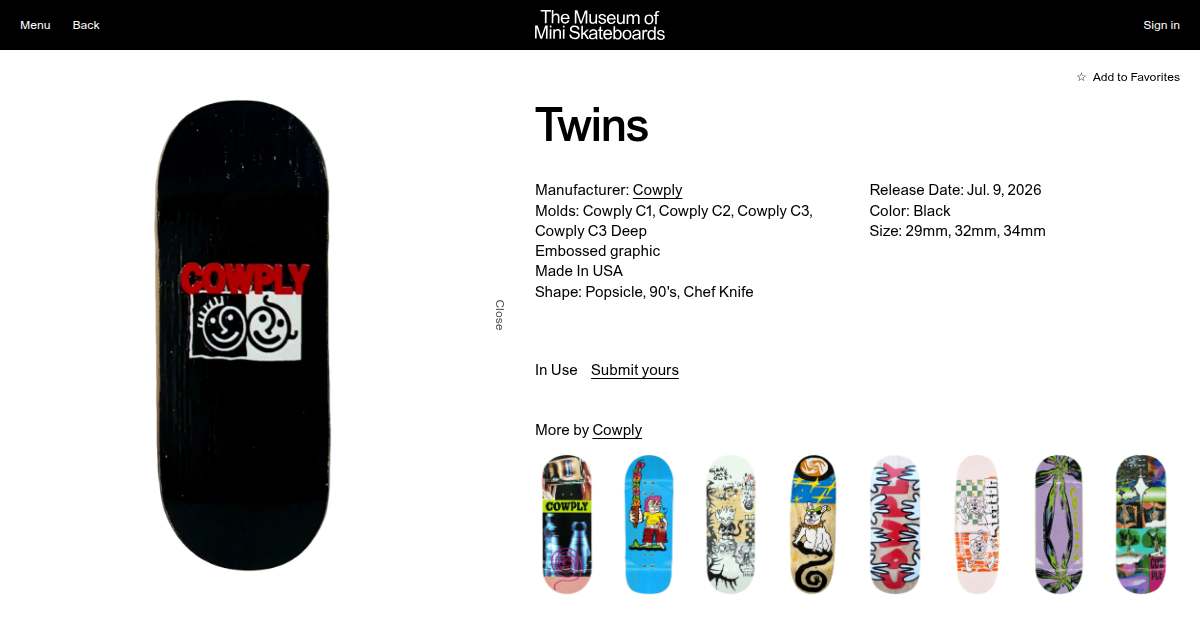 Menu
Back
The Museum of
Mini Skateboards
Sign in
☆ Add to Favorites
COWPLY
Close
Twins
Manufacturer: Cowply
Molds: Cowply C1, Cowply C2, Cowply C3,
Cowply C3 Deep
Embossed graphic
Made In USA
Shape: Popsicle, 90's, Chef Knife
Release Date: Jul. 9, 2026
Color: Black
Size: 29mm, 32mm, 34mm
In Use
Submit yours
More by Cowply
COWPLY